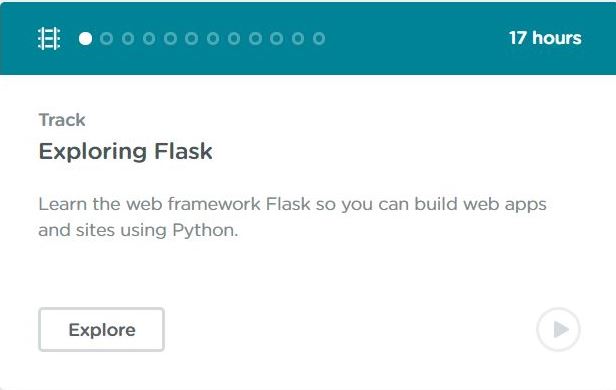 17 hours
Track
Exploring Flask
Learn the web framework Flask so you can build web apps
and sites using Python.
Explore